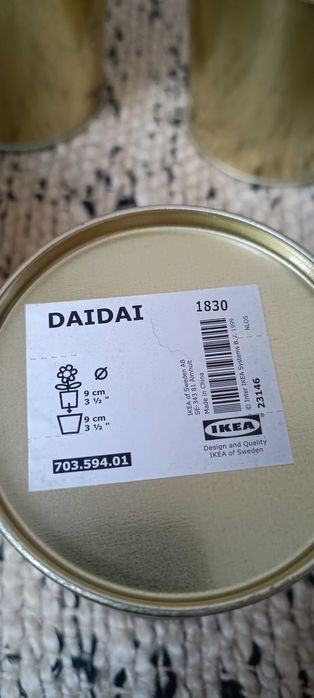 DAIDAI
1830
Ø
9 cm
3 ½ "
9 cm
3 ½ "
703.594.01
IKEA of Sweden AB
SE-343 81 Älmhult
Made in China
© Inter IKEA Systems B.V. 1999
NL05
23146
IKEA
Design and Quality
IKEA of Sweden